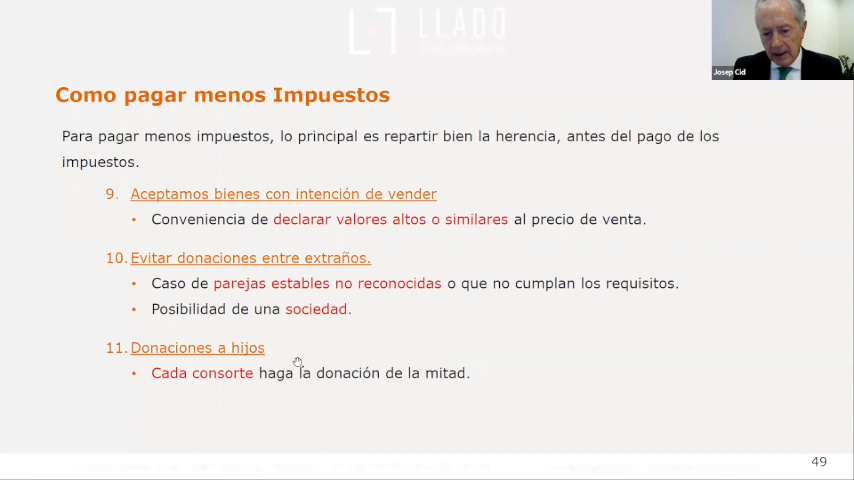 LLADO
Josep Cid
Como pagar menos Impuestos
Para pagar menos impuestos, lo principal es repartir bien la herencia, antes del pago de los
impuestos.
9. Aceptamos bienes con intención de vender
• Conveniencia de declarar valores altos o similares al precio de venta.
10. Evitar donaciones entre extraños.
• Caso de parejas estables no reconocidas o que no cumplan los requisitos.
• Posibilidad de una sociedad.
11. Donaciones a hijos
• Cada consorte haga la donación de la mitad.
49